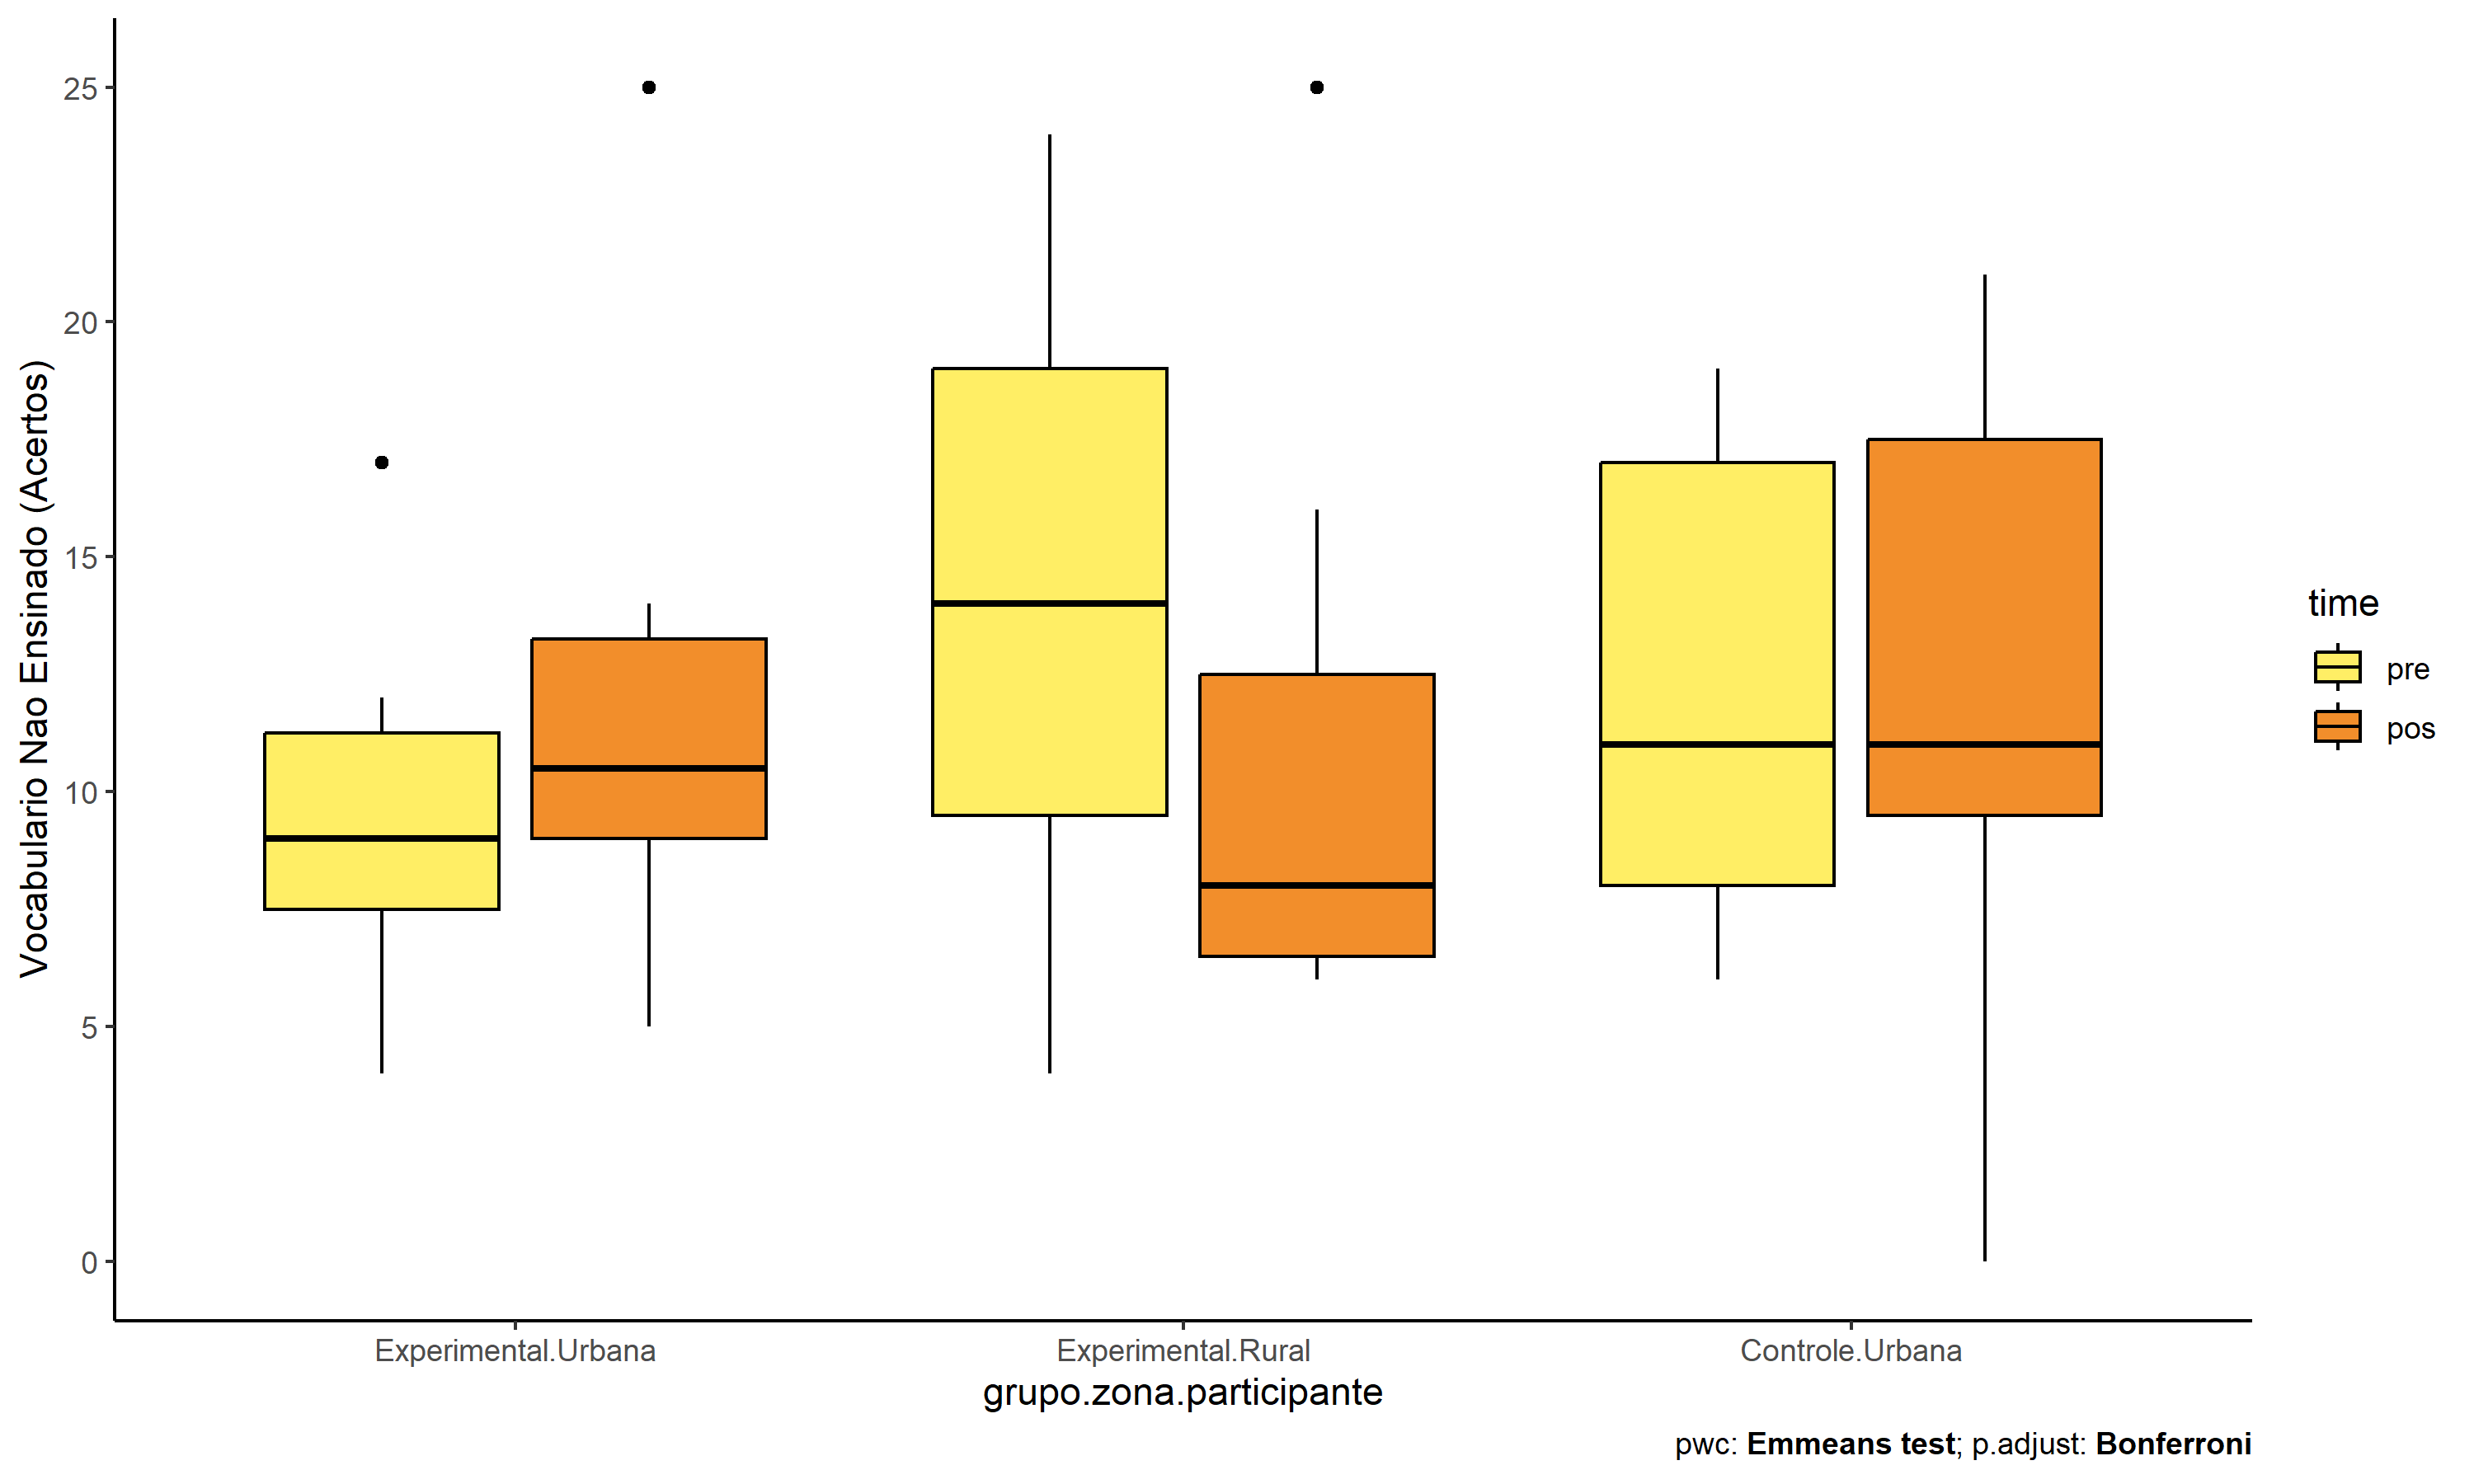 Vocabulario Nao Ensinado (Acertos)
25
20
15
10
5
0
Experimental.Urbana
Experimental.Rural
Controle.Urbana
grupo.zona.participante
time
pre
pos
pwc: Emmeans test; p.adjust: Bonferroni